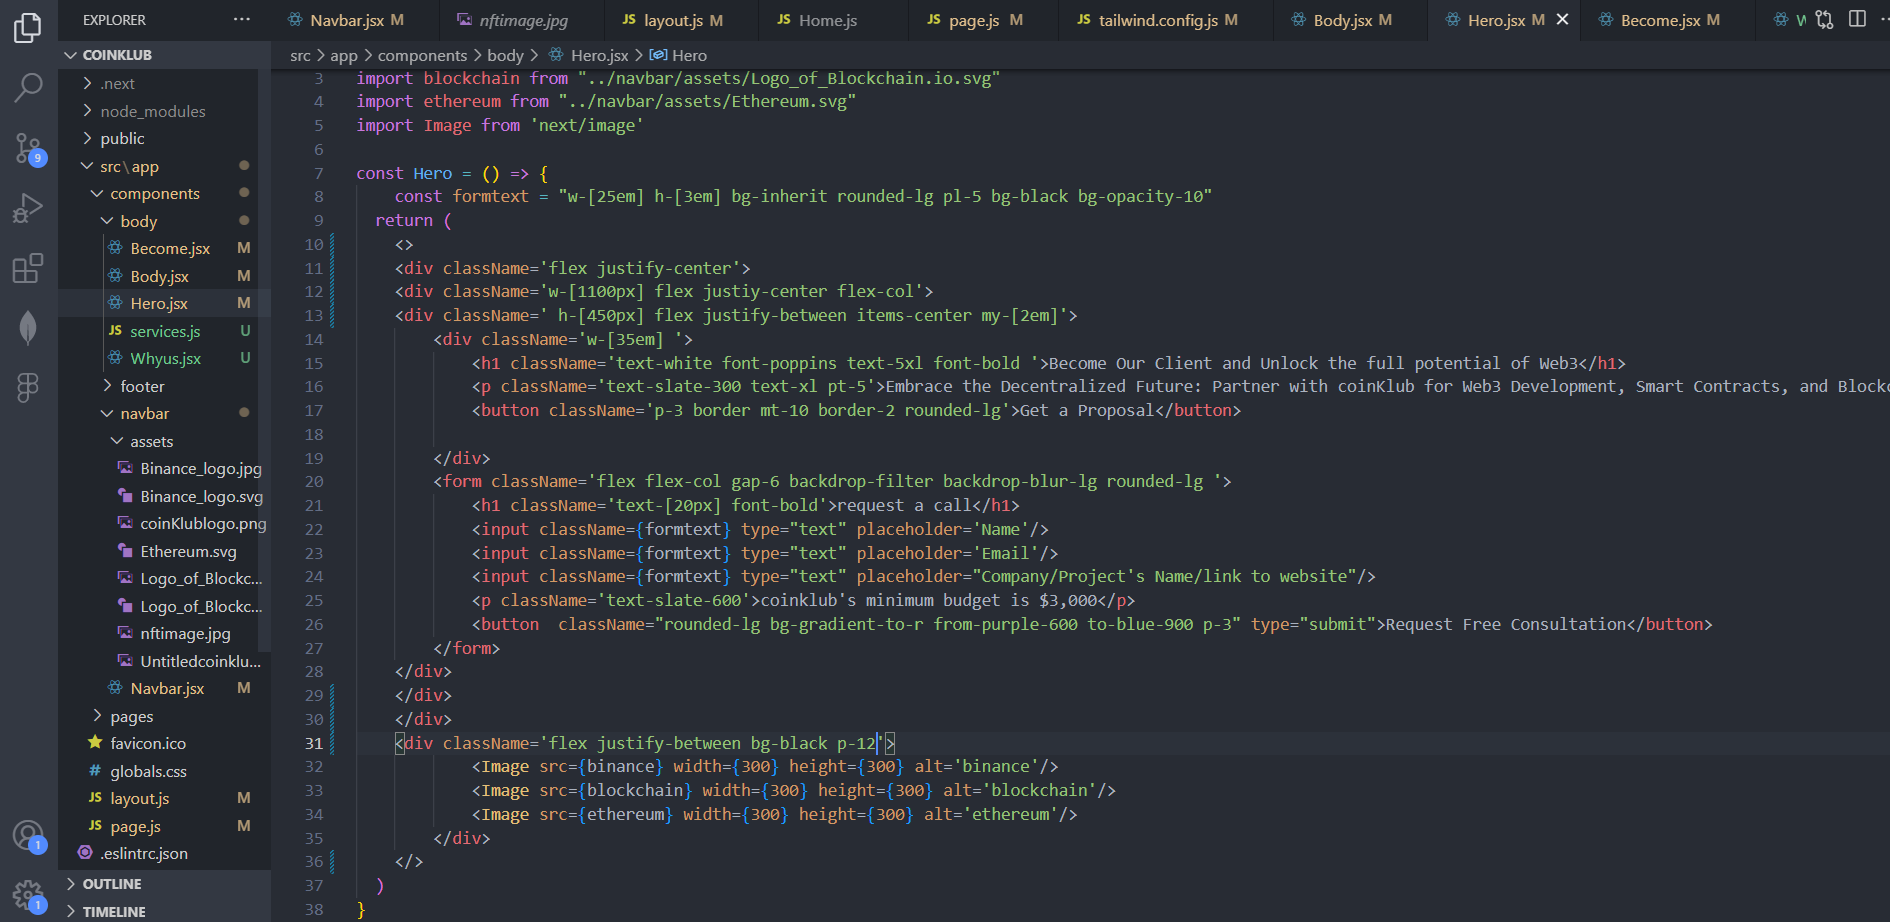 EXPLORER
...
Navbar.jsx M
nftimage.jpg
JS layout.js M
JS Home.js
JS page.js M
JS tailwind.config.js M
Body.jsx M
Hero.jsx M
Become.jsx M
COINKLUB
.next
node_modules
public
src\app
components
body
Become.jsx M
Body.jsx M
Hero.jsx M
JS services.js U
Whyus.jsx U
footer
navbar
assets
Binance_logo.jpg
Binance_logo.svg
coinKlublogo.png
Ethereum.svg
Logo_of_Blockc...
Logo_of_Blockc...
nftimage.jpg
Untitledcoinklu...
Navbar.jsx M
pages
favicon.ico
# globals.css
JS layout.js M
JS page.js M
.eslintrc.json
OUTLINE
TIMELINE
9
1
1
src > app > components > body > Hero.jsx > Hero
3 import blockchain from "../navbar/assets/Logo_of_Blockchain.io.svg"
4 import ethereum from "../navbar/assets/Ethereum.svg"
5 import Image from 'next/image'
6
7 const Hero = () => {
8 const formtext = "w-[25em] h-[3em] bg-inherit rounded-lg pl-5 bg-black bg-opacity-10"
9 return (
10 <>
11 <div className='flex justify-center'>
12 <div className='w-[1100px] flex justiy-center flex-col'>
13 <div className=' h-[450px] flex justify-between items-center my-[2em]'>
14 <div className='w-[35em] '>
15 <h1 className='text-white font-poppins text-5xl font-bold '>Become Our Client and Unlock the full potential of Web3</h1>
16 <p className='text-slate-300 text-xl pt-5'>Embrace the Decentralized Future: Partner with coinKlub for Web3 Development, Smart Contracts, and Blockc
17 <button className='p-3 border mt-10 border-2 rounded-lg'>Get a Proposal</button>
18
19 </div>
20 <form className='flex flex-col gap-6 backdrop-filter backdrop-blur-lg rounded-lg '>
21 <h1 className='text-[20px] font-bold'>request a call</h1>
22 <input className={formtext} type="text" placeholder='Name'/>
23 <input className={formtext} type="text" placeholder='Email'/>
24 <input className={formtext} type="text" placeholder="Company/Project's Name/link to website"/>
25 <p className='text-slate-600'>coinklub's minimum budget is $3,000</p>
26 <button  className="rounded-lg bg-gradient-to-r from-purple-600 to-blue-900 p-3" type="submit">Request Free Consultation</button>
27 </form>
28 </div>
29 </div>
30 </div>
31 <div className='flex justify-between bg-black p-12'>
32 <Image src={binance} width={300} height={300} alt='binance'/>
33 <Image src={blockchain} width={300} height={300} alt='blockchain'/>
34 <Image src={ethereum} width={300} height={300} alt='ethereum'/>
35 </div>
36 </>
37 )
38 }